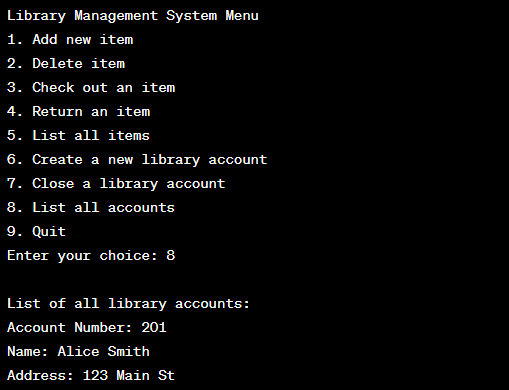 Library Management System Menu
1. Add new item
2. Delete item
3. Check out an item
4. Return an item
5. List all items
6. Create a new library account
7. Close a library account
8. List all accounts
9. Quit
Enter your choice: 8
List of all library accounts:
Account Number: 201
Name: Alice Smith
Address: 123 Main St